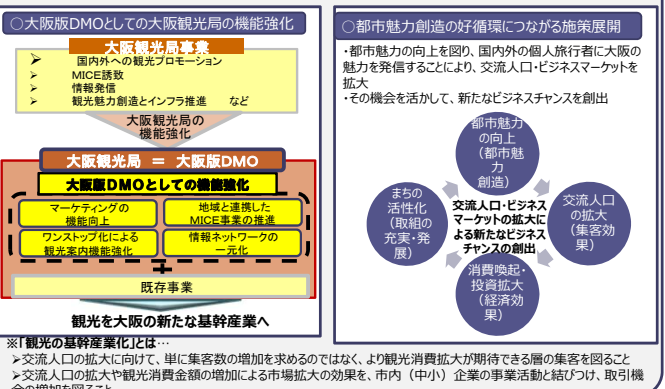 ○大阪版DMOとしての大阪観光局の機能強化
大阪観光局事業
➢ 国内外への観光プロモーション
➢ MICE誘致
➢ 情報発信
➢ 観光魅力創造とインフラ推進 など
大阪観光局の
機能強化
大阪観光局 = 大阪版DMO
大阪版DMOとしての機能強化
マーケティングの
機能向上
地域と連携した
MICE事業の推進
ワンストップ化による
観光案内機能強化
情報ネットワークの
一元化
+
既存事業
観光を大阪の新たな基幹産業へ
○都市魅力創造の好循環につながる施策展開
・都市魅力の向上を図り、国内外の個人旅行者に大阪の
魅力を発信することにより、交流人口・ビジネスマーケットを
拡大
・その機会を活かして、新たなビジネスチャンスを創出
都市魅力
の向上
(都市魅
力
創造)
まちの
活性化
(取組の
充実・発
展)
交流人口・ビジネス
マーケットの拡大に
よる新たなビジネス
チャンスの創出
交流人口
の拡大
(集客効
果)
消費喚起・
投資拡大
(経済効
果)
※「観光の基幹産業化」とは…
➢交流人口の拡大に向けて、単に集客数の増加を求めるのではなく、より観光消費拡大が期待できる層の集客を図ること
➢交流人口の拡大や観光消費金額の増加による市場拡大の効果を、市内(中小)企業の事業活動と結びつけ、取引機
会の増加を図ること